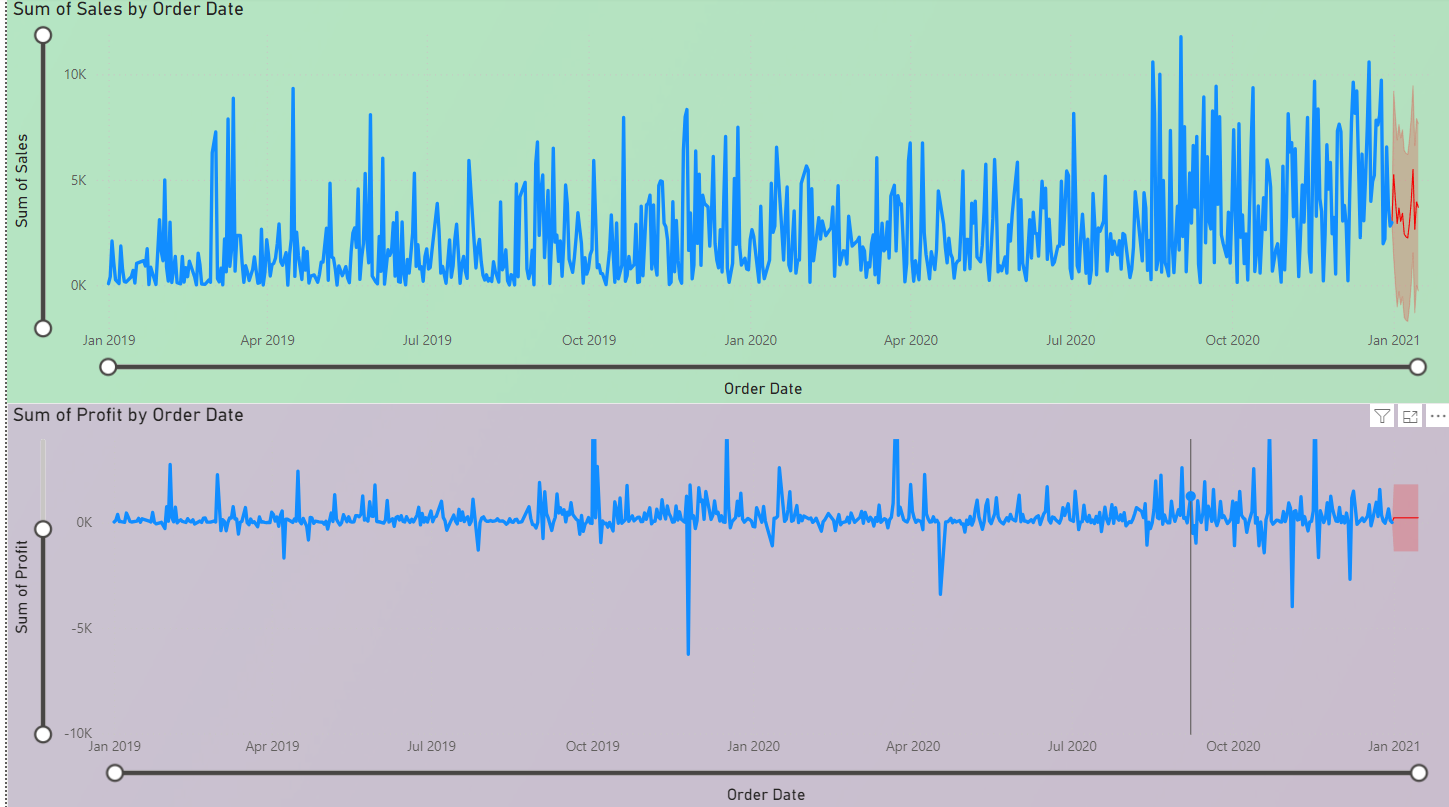 Sum of Sales by Order Date
10K
5K
0K
Sum of Sales
Jan 2019 Apr 2019 Jul 2019 Oct 2019 Jan 2020 Apr 2020 Jul 2020 Oct 2020 Jan 2021
Order Date
Sum of Profit by Order Date
0K
-5K
-10K
Sum of Profit
Jan 2019 Apr 2019 Jul 2019 Oct 2019 Jan 2020 Apr 2020 Jul 2020 Oct 2020 Jan 2021
Order Date